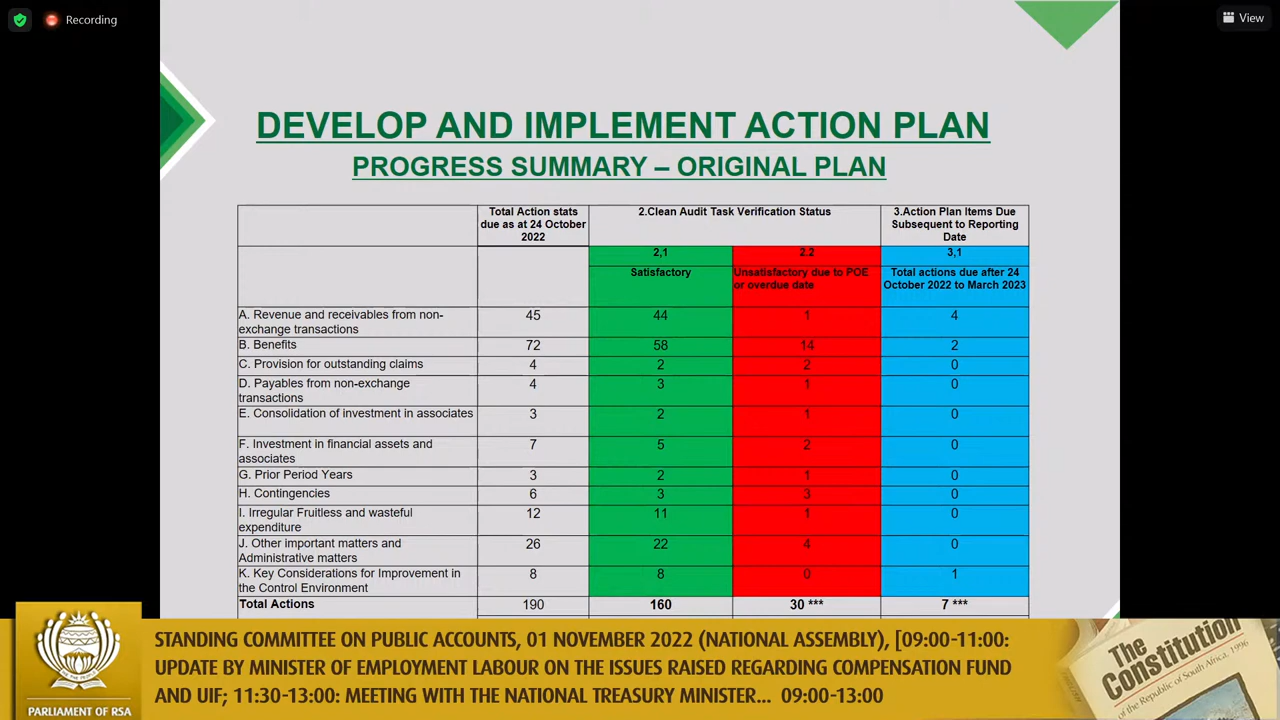 Recording
View
DEVELOP AND IMPLEMENT ACTION PLAN
PROGRESS SUMMARY – ORIGINAL PLAN
Total Action stats
due as at 24 October
2022
2.Clean Audit Task Verification Status
3.Action Plan Items Due
Subsequent to Reporting
Date
2,1
2.2
3,1
Satisfactory
Unsatisfactory due to POE
or overdue date
Total actions due after 24
October 2022 to March 2023
A. Revenue and receivables from non-
exchange transactions
45
44
1
4
B. Benefits
72
58
14
2
C. Provision for outstanding claims
4
2
2
0
D. Payables from non-exchange
transactions
4
3
1
0
E. Consolidation of investment in associates
3
2
1
0
F. Investment in financial assets and
associates
7
5
2
0
G. Prior Period Years
3
2
1
0
H. Contingencies
6
3
3
0
I. Irregular Fruitless and wasteful
expenditure
12
11
1
0
J. Other important matters and
Administrative matters
26
22
4
0
K. Key Considerations for Improvement in
the Control Environment
8
8
0
1
Total Actions
190
160
30 ***
7 ***
PARLIAMENT OF RSA
STANDING COMMITTEE ON PUBLIC ACCOUNTS, 01 NOVEMBER 2022 (NATIONAL ASSEMBLY), [09:00-11:00:
UPDATE BY MINISTER OF EMPLOYMENT LABOUR ON THE ISSUES RAISED REGARDING COMPENSATION FUND
AND UIF; 11:30-13:00: MEETING WITH THE NATIONAL TREASURY MINISTER... 09:00-13:00
The
Constitution
of the Republic of South Africa, 1996